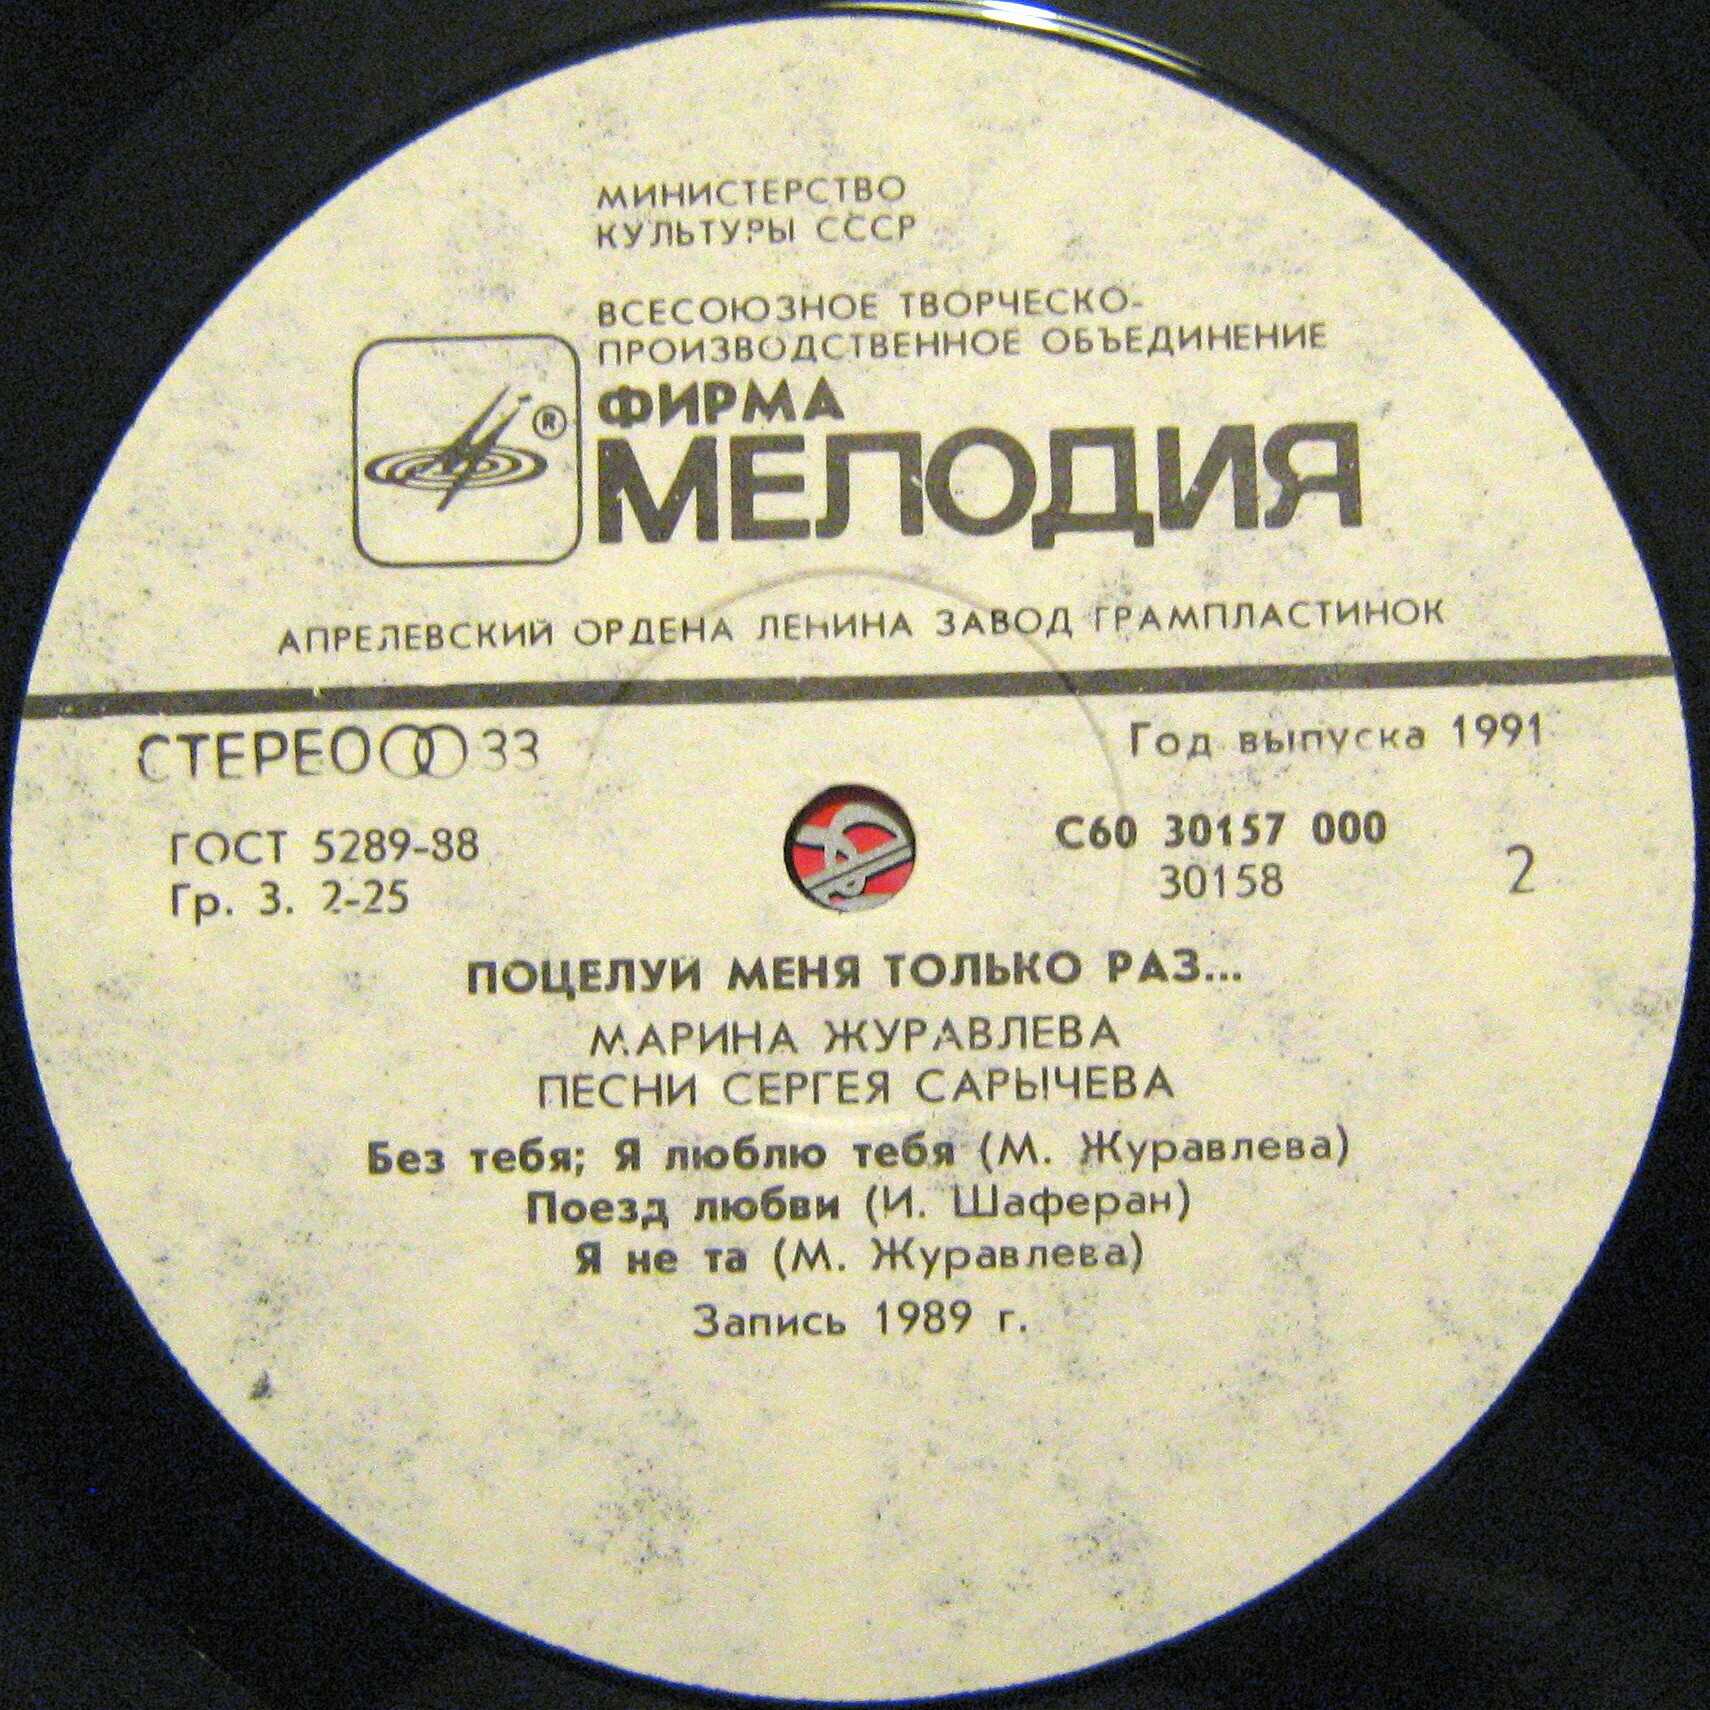 МИНИСТЕРСТВО
КУЛЬТУРЫ СССР
ВСЕСОЮЗНОЕ ТВОРЧЕСКО-
ПРОИЗВОДСТВЕННОЕ ОБЪЕДИНЕНИЕ
ФИРМА
МЕЛОДИЯ
®
АПРЕЛЕВСКИЙ ОРДЕНА ЛЕНИНА ЗАВОД ГРАМПЛАСТИНОК
СТЕРЕО 33
Год выпуска 1991
ГОСТ 5289-88
Гр. 3. 2-25
С60 30157 000
30158
2
ПОЦЕЛУЙ МЕНЯ ТОЛЬКО РАЗ...
МАРИНА ЖУРАВЛЕВА
ПЕСНИ СЕРГЕЯ САРЫЧЕВА
Без тебя; Я люблю тебя (М. Журавлева)
Поезд любви (И. Шаферан)
Я не та (М. Журавлева)
Запись 1989 г.